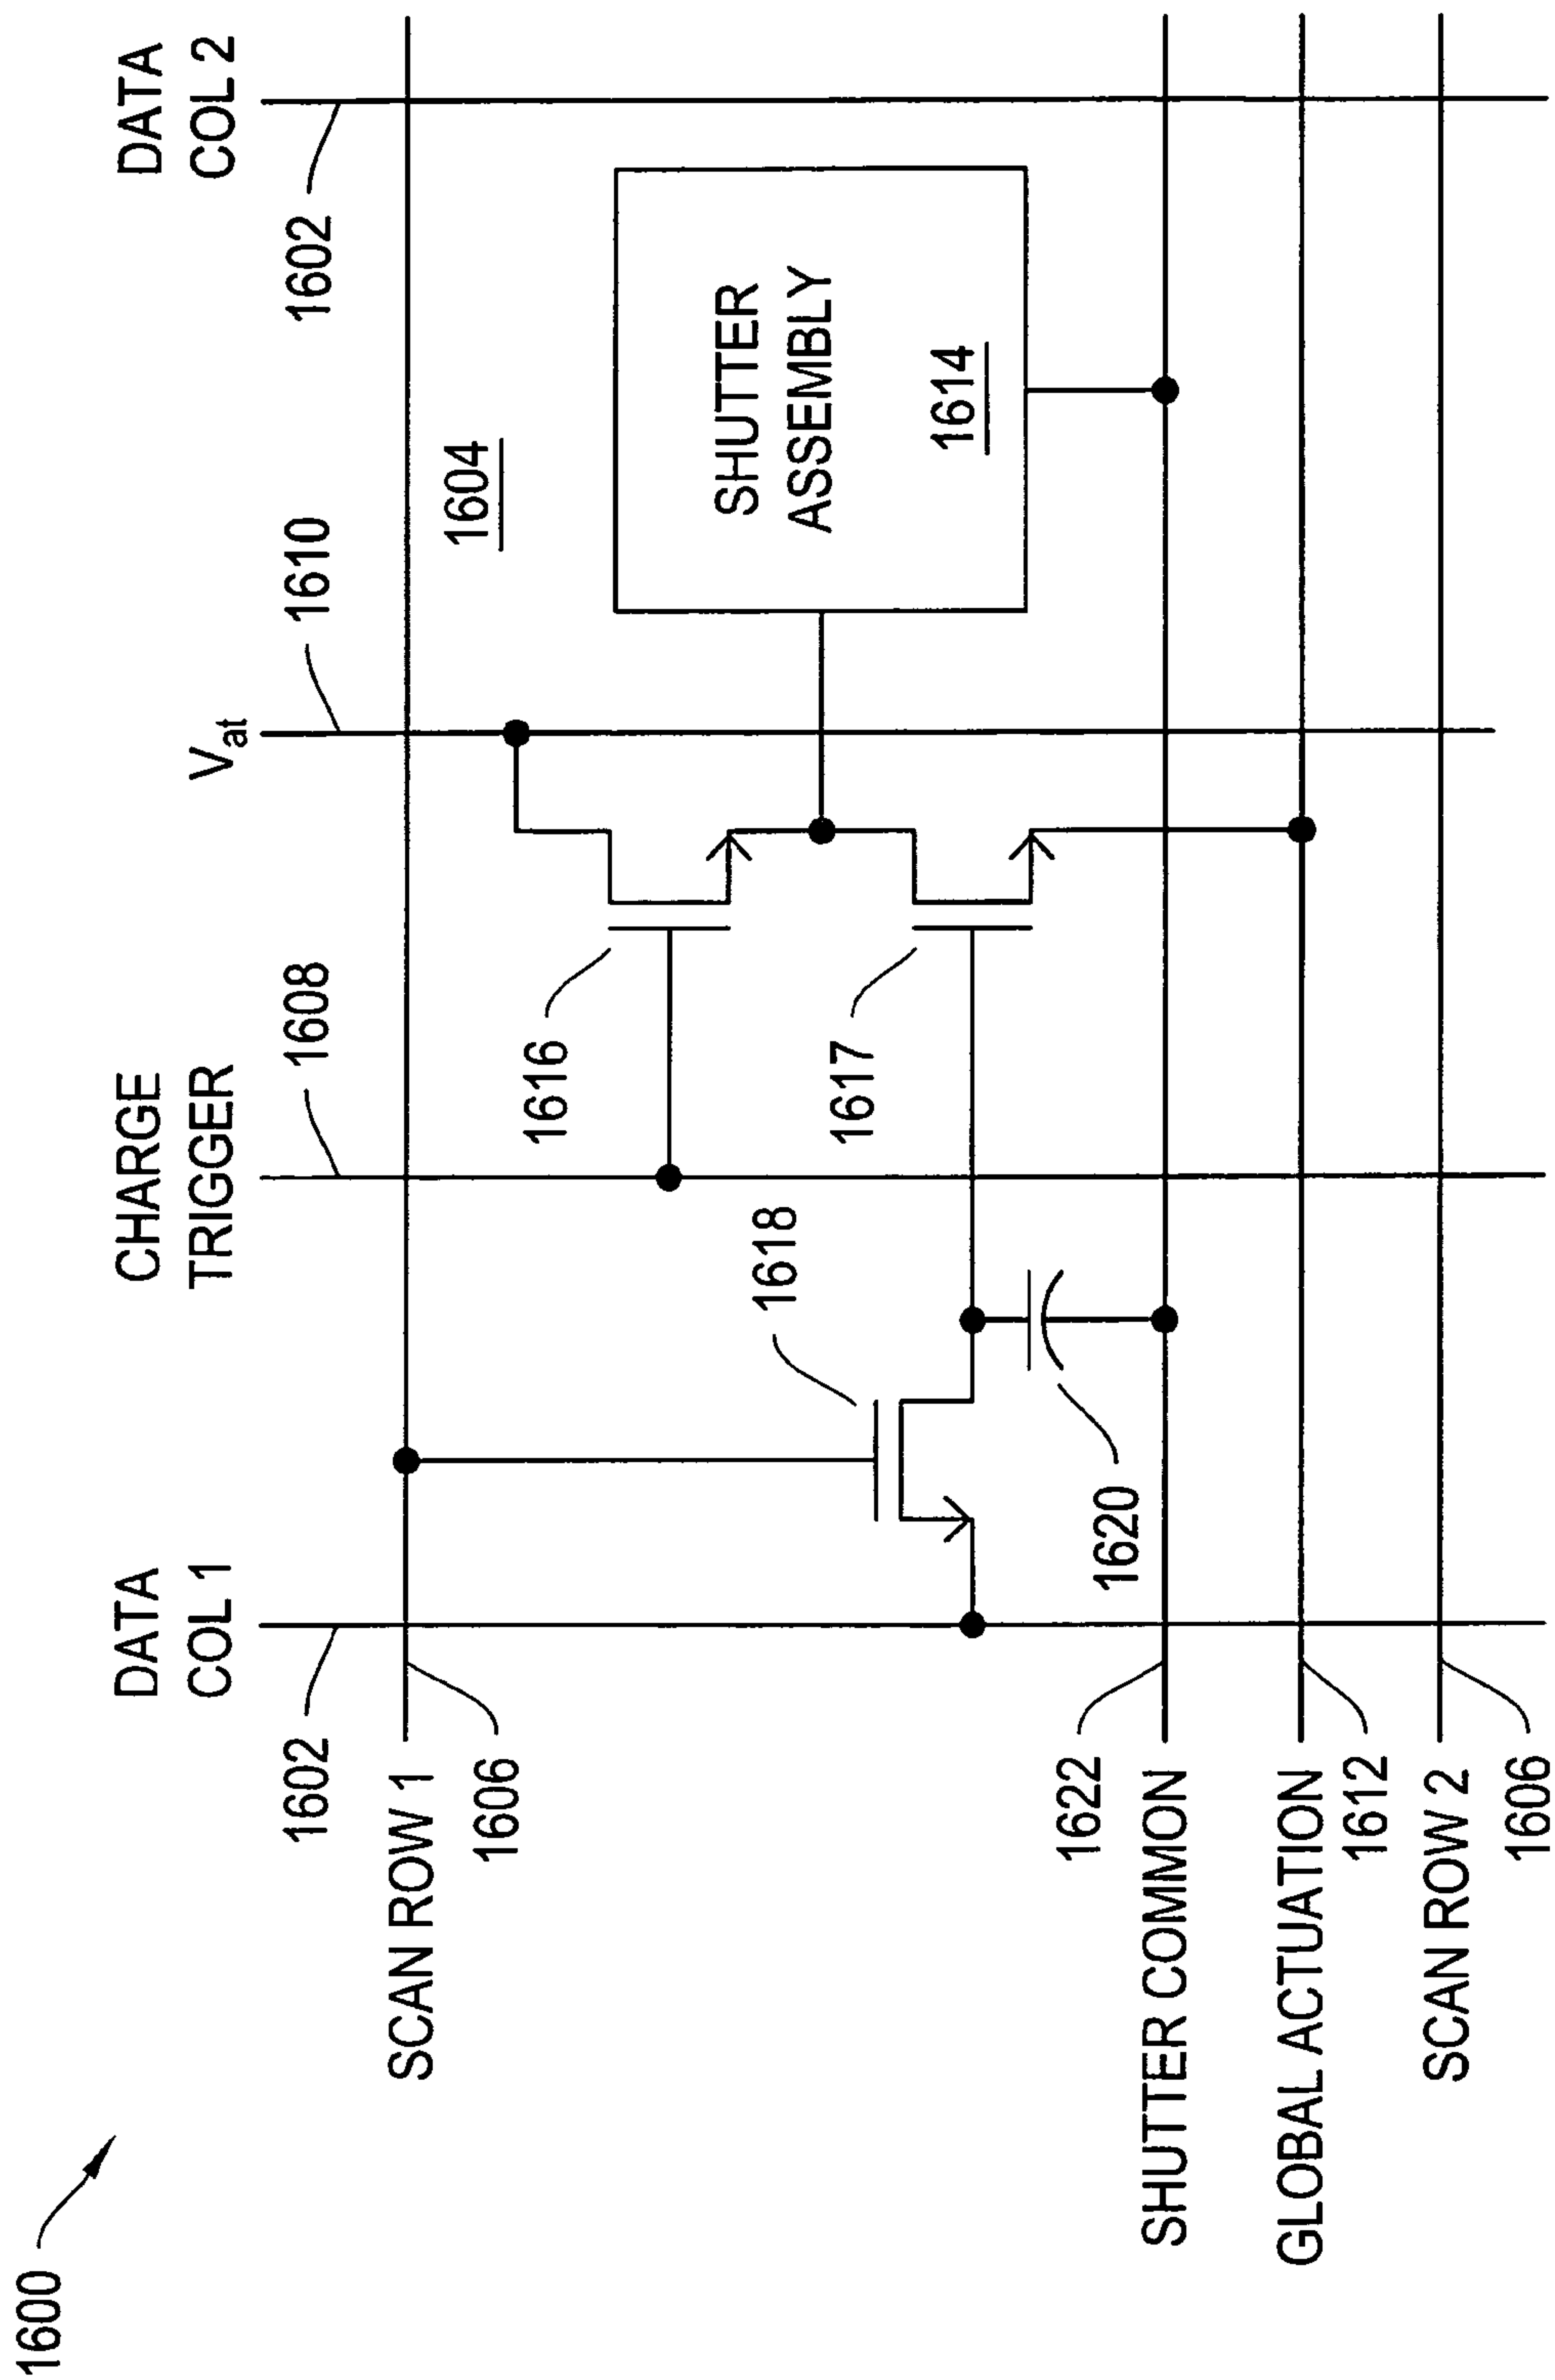 1600
DATA
COL 1
CHARGE
TRIGGER
Vat
DATA
COL 2
1602
1608
1610
1602
SCAN ROW 1
1606
1604
1616
SHUTTER
ASSEMBLY
1614
1618
1617
1620
1622
SHUTTER COMMON
GLOBAL ACTUATION
1612
SCAN ROW 2
1606